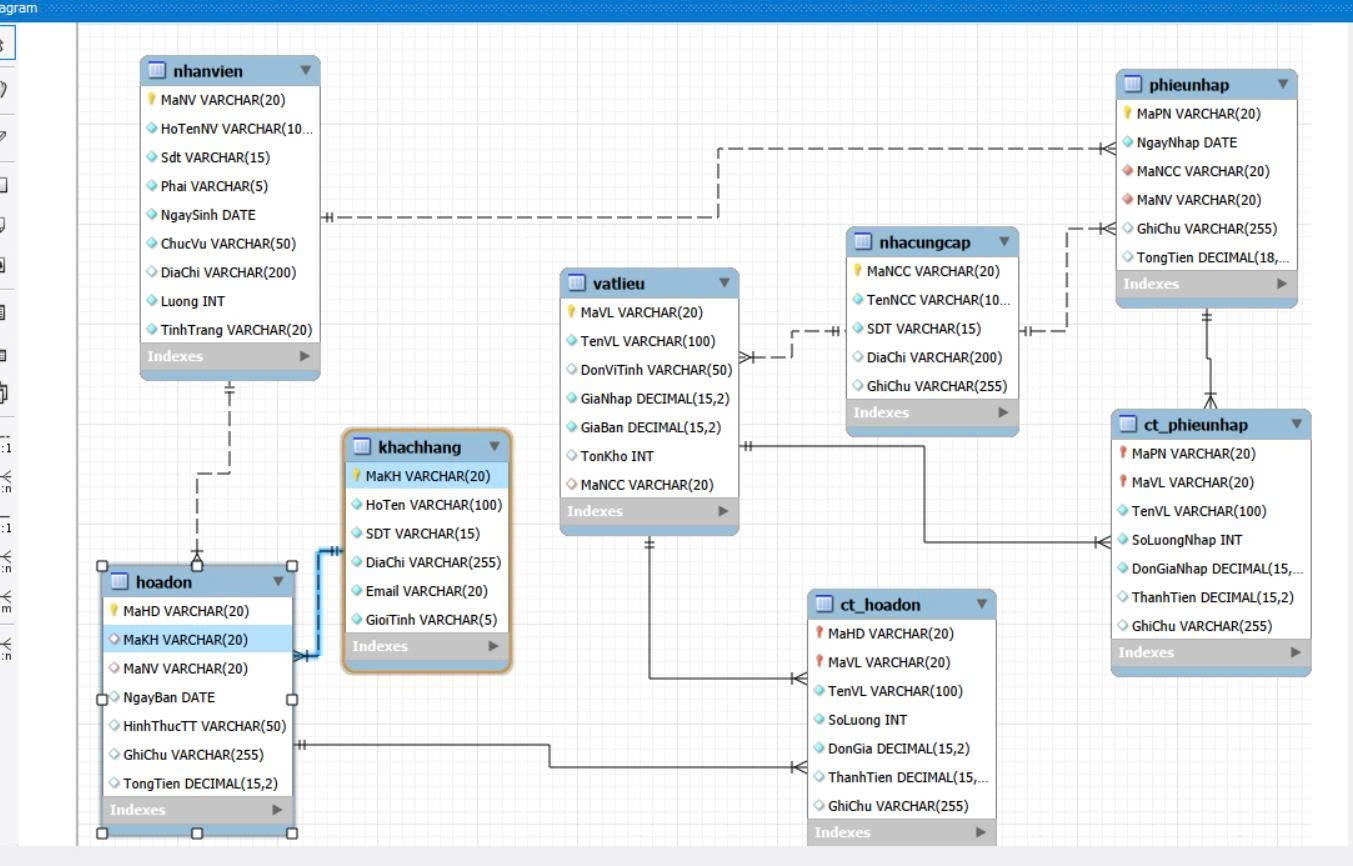 agram
nhanvien
MaNV VARCHAR(20)
HoTenNV VARCHAR(10...
Sdt VARCHAR(15)
Phai VARCHAR(5)
NgaySinh DATE
ChucVu VARCHAR(50)
DiaChi VARCHAR(200)
Luong INT
TinhTrang VARCHAR(20)
Indexes
phieunhap
MaPN VARCHAR(20)
NgayNhap DATE
MaNCC VARCHAR(20)
MaNV VARCHAR(20)
GhiChu VARCHAR(255)
TongTien DECIMAL(18,...
Indexes
nhacungcap
MaNCC VARCHAR(20)
TenNCC VARCHAR(10...
SDT VARCHAR(15)
DiaChi VARCHAR(200)
GhiChu VARCHAR(255)
Indexes
vatlieu
MaVL VARCHAR(20)
TenVL VARCHAR(100)
DonViTinh VARCHAR(50)
GiaNhap DECIMAL(15,2)
GiaBan DECIMAL(15,2)
TonKho INT
MaNCC VARCHAR(20)
Indexes
khachhang
MaKH VARCHAR(20)
HoTen VARCHAR(100)
SDT VARCHAR(15)
DiaChi VARCHAR(255)
Email VARCHAR(20)
GioiTinh VARCHAR(5)
Indexes
ct_phieunhap
MaPN VARCHAR(20)
MaVL VARCHAR(20)
TenVL VARCHAR(100)
SoLuongNhap INT
DonGiaNhap DECIMAL(15,...
ThanhTien DECIMAL(15,2)
GhiChu VARCHAR(255)
Indexes
hoadon
MaHD VARCHAR(20)
MaKH VARCHAR(20)
MaNV VARCHAR(20)
NgayBan DATE
HinhThucTT VARCHAR(50)
GhiChu VARCHAR(255)
TongTien DECIMAL(15,2)
Indexes
ct_hoadon
MaHD VARCHAR(20)
MaVL VARCHAR(20)
TenVL VARCHAR(100)
SoLuong INT
DonGia DECIMAL(15,2)
ThanhTien DECIMAL(15,...
GhiChu VARCHAR(255)
Indexes
:1
:n
:1
:n
:m
:n